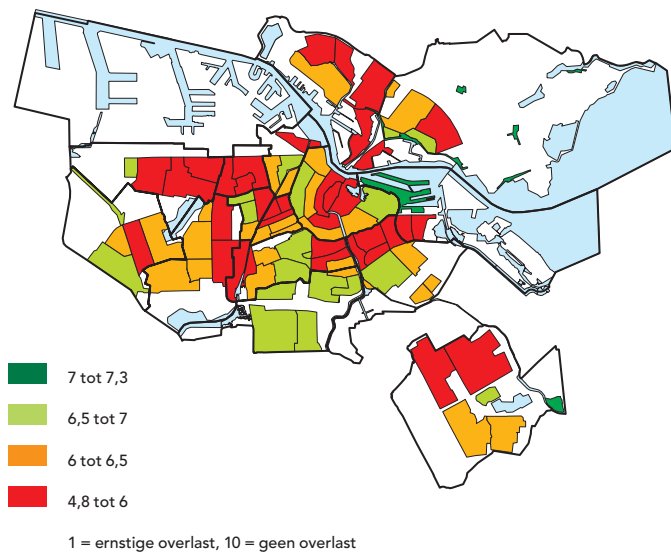 7 tot 7,3
6,5 tot 7
6 tot 6,5
4,8 tot 6
1 = ernstige overlast, 10 = geen overlast